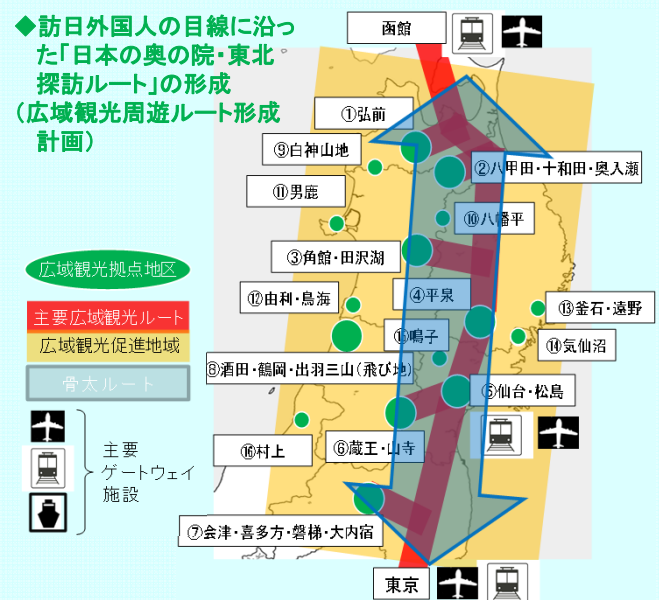 ◆訪日外国人の目線に沿っ
た「日本の奥の院・東北
探訪ルート」の形成
（広域観光周遊ルート形成
計画）
函館
①弘前
⑨白神山地
②八甲田・十和田・奥入瀬
⑪男鹿
⑩八幡平
③角館・田沢湖
広域観光拠点地区
④平泉
⑫由利・鳥海
⑬釜石・遠野
主要広域観光ルート
⑮鳴子
⑭気仙沼
広域観光促進地域
⑧酒田・鶴岡・出羽三山（飛び地）
骨太ルート
⑤仙台・松島
⑯村上
⑥蔵王・山寺
主要
ゲートウェイ
施設
⑦会津・喜多方・磐梯・大内宿
東京